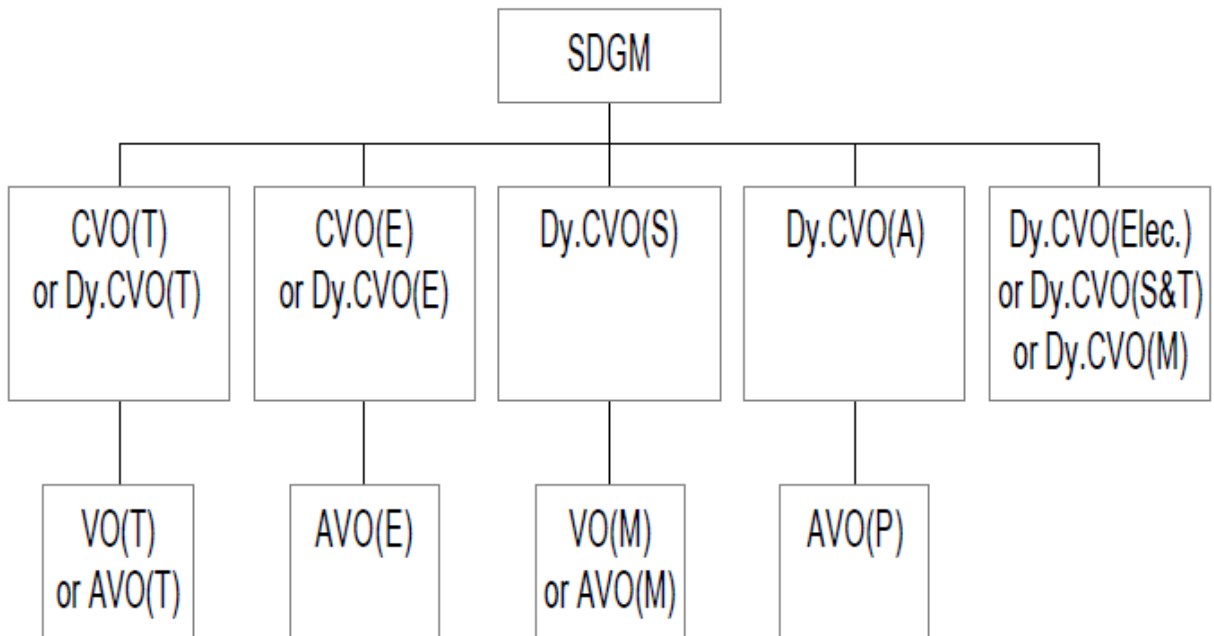 SDGM
CVO(T)
or Dy.CVO(T)
CVO(E)
or Dy.CVO(E)
Dy.CVO(S)
Dy.CVO(A)
Dy.CVO(Elec.)
or Dy.CVO(S&T)
or Dy.CVO(M)
VO(T)
or AVO(T)
AVO(E)
VO(M)
or AVO(M)
AVO(P)